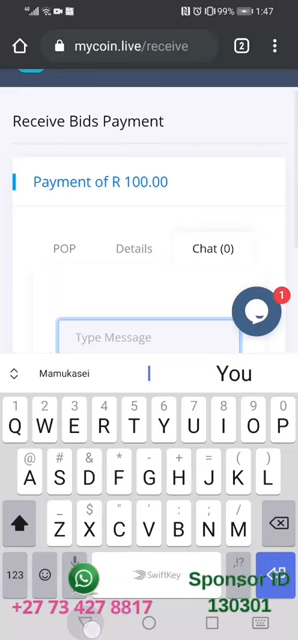 99% 1:47
mycoin.live/receive 2
Receive Bids Payment
Payment of R 100.00
POP Details Chat (0)
1
Type Message
Mamukasei You
1 2 3 4 5 6 7 8 9 0
Q W E R T Y U I O P
@ # & * - + = ( )
A S D F G H J K L
_ $ " ' : ; /
Z X C V B N M
123 SwiftKey ,!?
Sponsor ID
+27 73 427 8817 130301